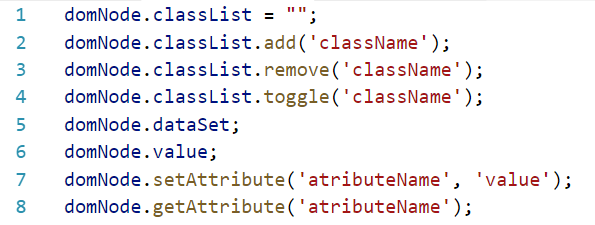 1 domNode.classList = "";
2 domNode.classList.add('className');
3 domNode.classList.remove('className');
4 domNode.classList.toggle('className');
5 domNode.dataSet;
6 domNode.value;
7 domNode.setAttribute('atributeName', 'value');
8 domNode.getAttribute('atributeName');